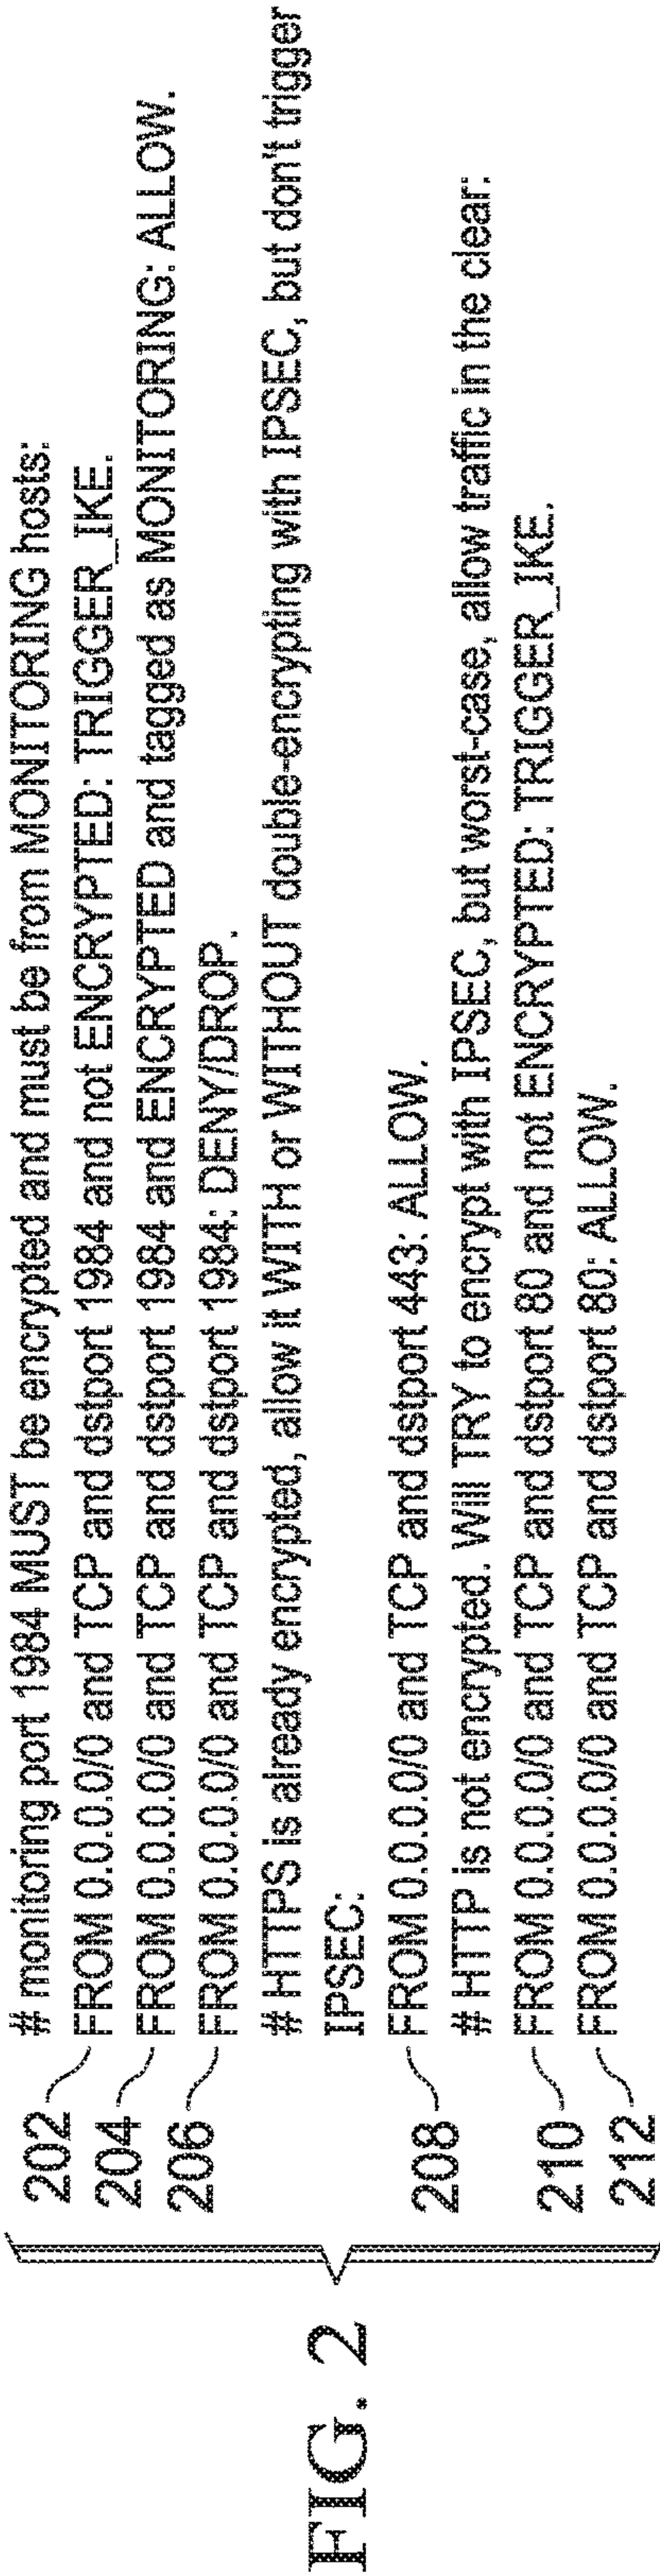 # monitoring port 1984 MUST be encrypted and must be from MONITORING hosts:
202 FROM 0.0.0.0/0 and TCP and dstport 1984 and not ENCRYPTED: TRIGGER_IKE.
204 FROM 0.0.0.0/0 and TCP and dstport 1984 and ENCRYPTED and tagged as MONITORING: ALLOW.
206 FROM 0.0.0.0/0 and TCP and dstport 1984: DENY/DROP.
# HTTPS is already encrypted, allow it WITH or WITHOUT double-encrypting with IPSEC, but don't trigger
IPSEC:
208 FROM 0.0.0.0/0 and TCP and dstport 443: ALLOW.
# HTTP is not encrypted. Will TRY to encrypt with IPSEC, but worst-case, allow traffic in the clear:
210 FROM 0.0.0.0/0 and TCP and dstport 80 and not ENCRYPTED: TRIGGER_IKE.
212 FROM 0.0.0.0/0 and TCP and dstport 80: ALLOW.
FIG. 2